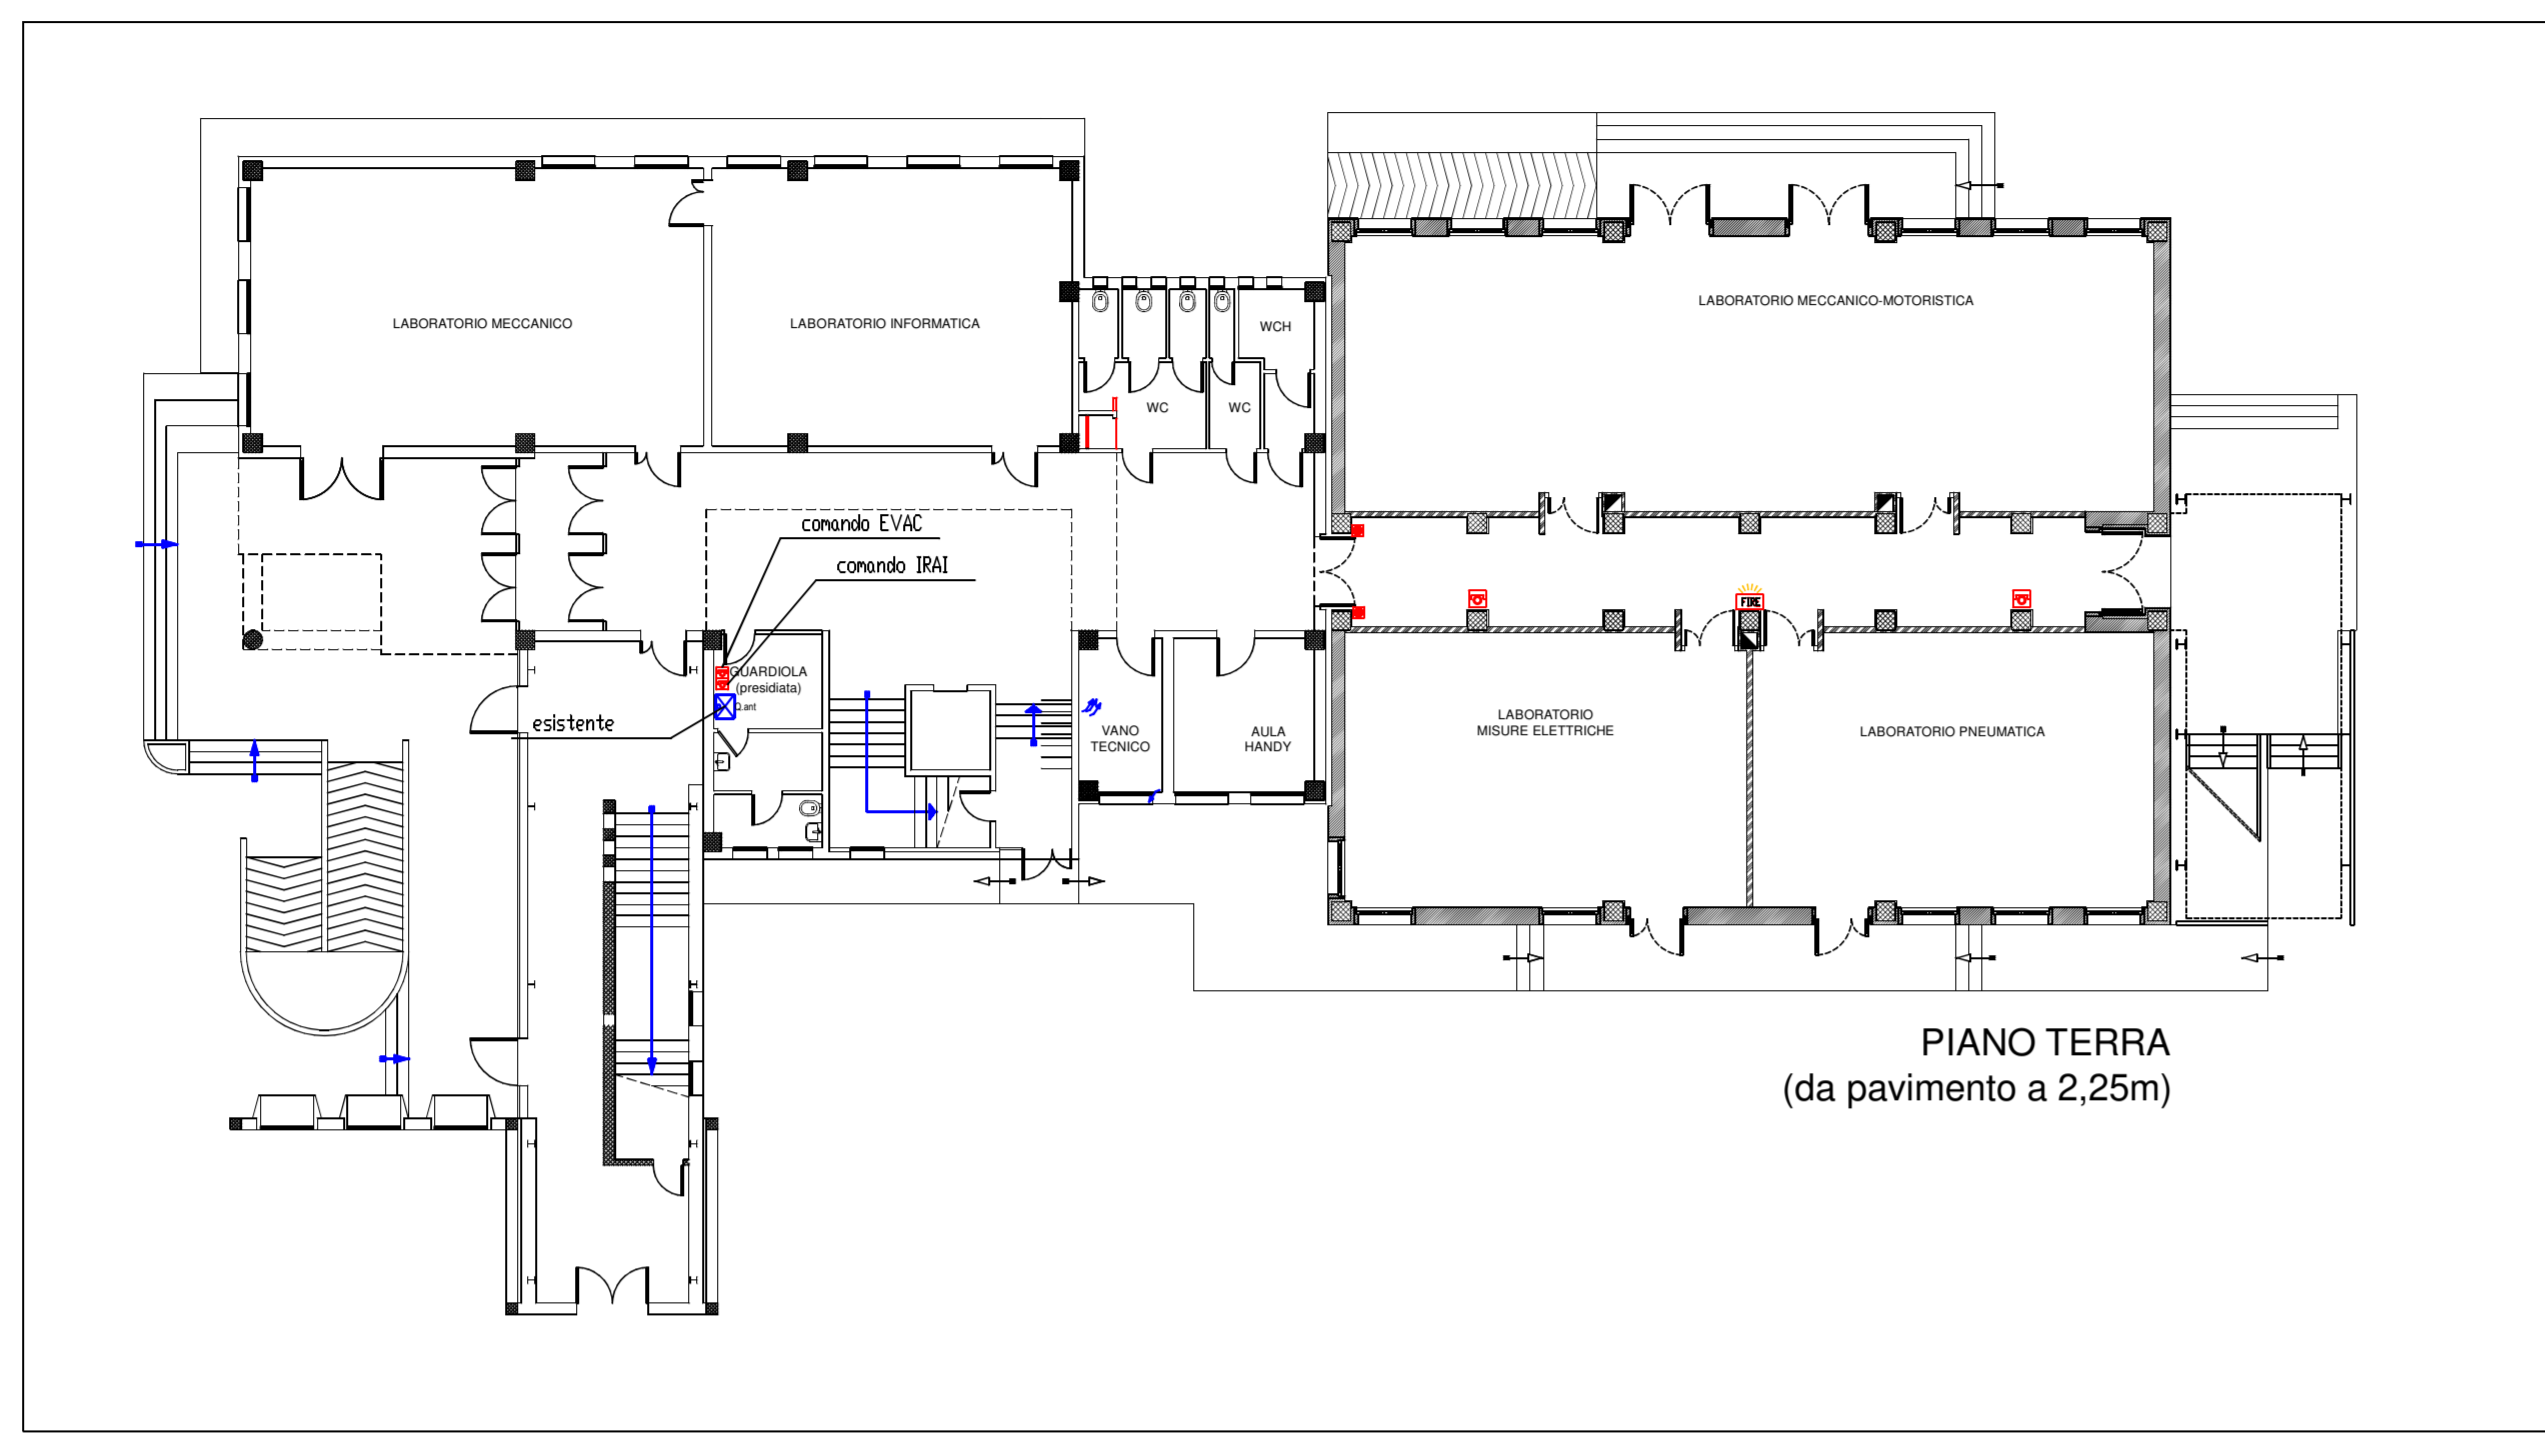 LABORATORIO MECCANICO
LABORATORIO INFORMATICA
WCH
WC
WC
LABORATORIO MECCANICO-MOTORISTICA
comando EVAC
comando IRAI
FIRE
GUARDIOLA
(presidiata)
Q.ant
esistente
VANO
TECNICO
AULA
HANDY
LABORATORIO
MISURE ELETTRICHE
LABORATORIO PNEUMATICA
PIANO TERRA
(da pavimento a 2,25m)